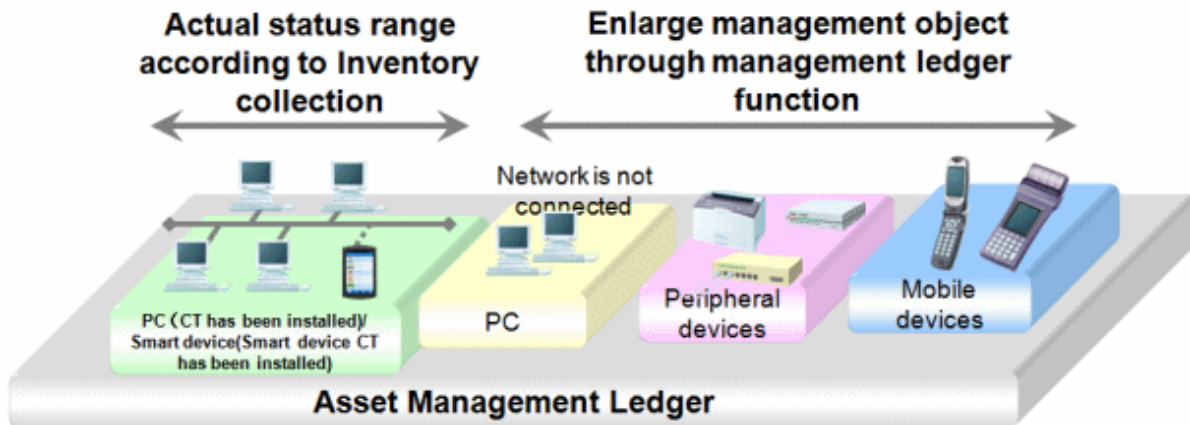 Actual status range
according to Inventory
collection
Enlarge management object
through management ledger
function
Network is not
connected
PC（CT has been installed)/
Smart device(Smart device CT
has been installed)
PC
Peripheral
devices
Mobile
devices
Asset Management Ledger